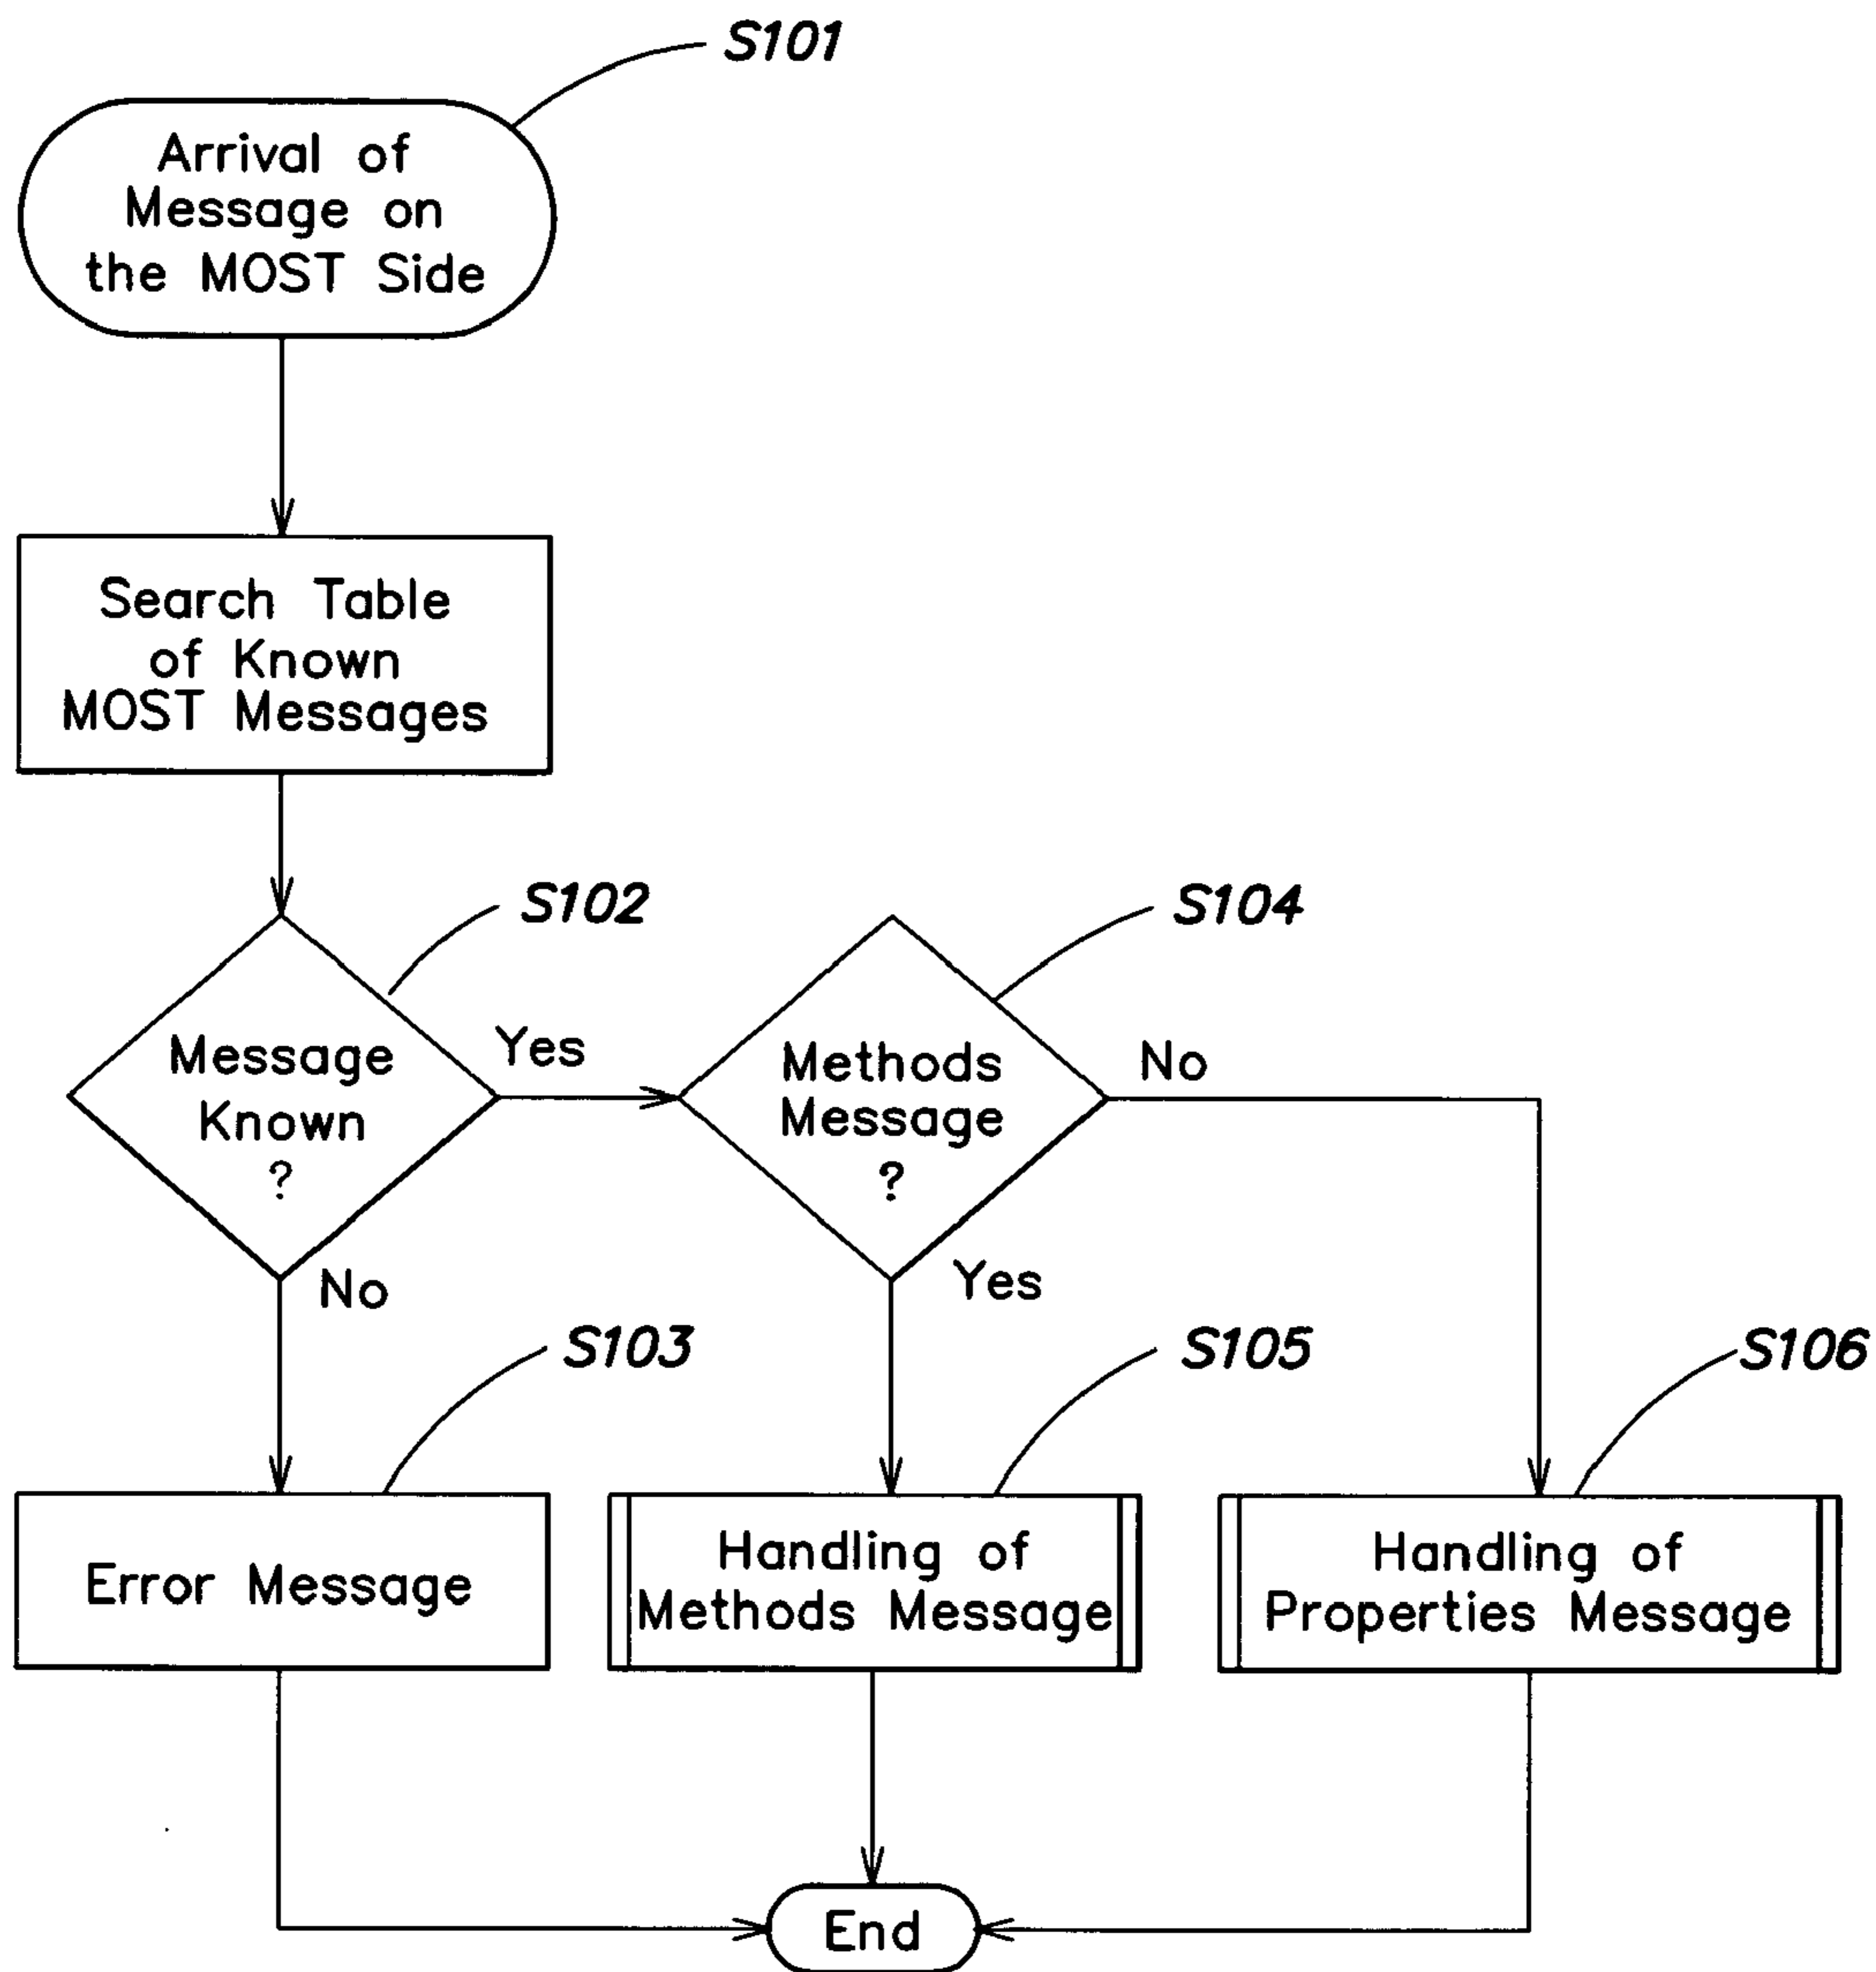 S101
Arrival of
Message on
the MOST Side
Search Table
of Known
MOST Messages
S102
Message
Known
?
Yes
No
S104
Methods
Message
?
No
Yes
S103
Error Message
S105
Handling of
Methods Message
S106
Handling of
Properties Message
End